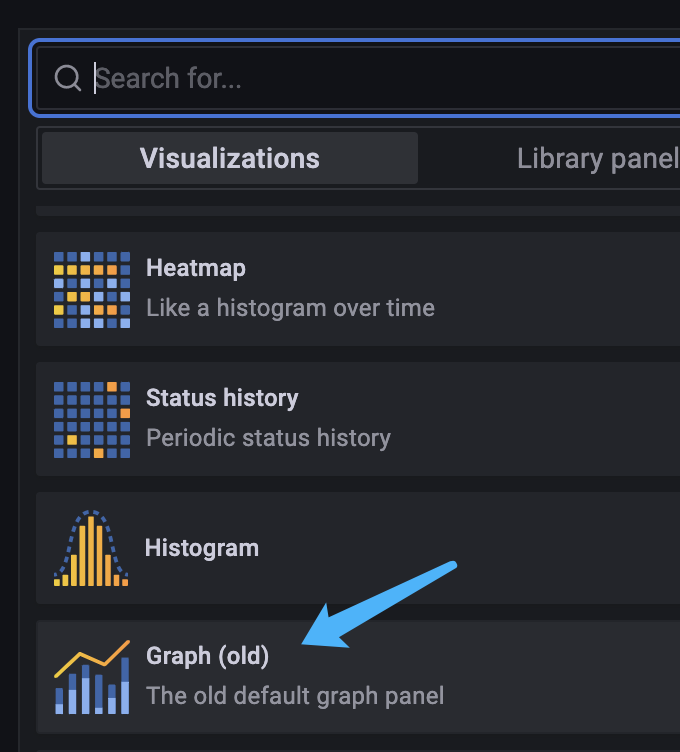 Search for...
Visualizations
Library panel
Heatmap
Like a histogram over time
Status history
Periodic status history
Histogram
Graph (old)
The old default graph panel